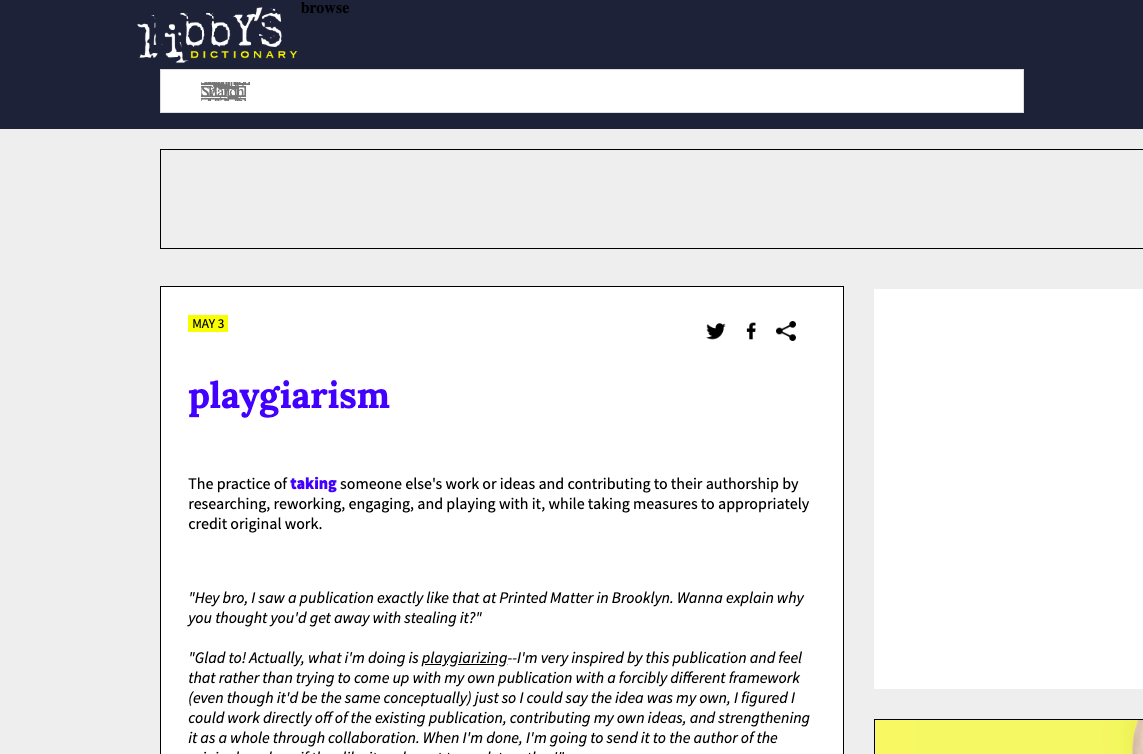 browse
libby's
DICTIONARY
MAY 3
playgiarism
The practice of taking someone else's work or ideas and contributing to their authorship by
researching, reworking, engaging, and playing with it, while taking measures to appropriately
credit original work.
"Hey bro, I saw a publication exactly like that at Printed Matter in Brooklyn. Wanna explain why
you thought you'd get away with stealing it?"
"Glad to! Actually, what i'm doing is playgiarizing--I'm very inspired by this publication and feel
that rather than trying to come up with my own publication with a forcibly different framework
(even though it'd be the same conceptually) just so I could say the idea was my own, I figured I
could work directly off of the existing publication, contributing my own ideas, and strengthening
it as a whole through collaboration. When I'm done, I'm going to send it to the author of the